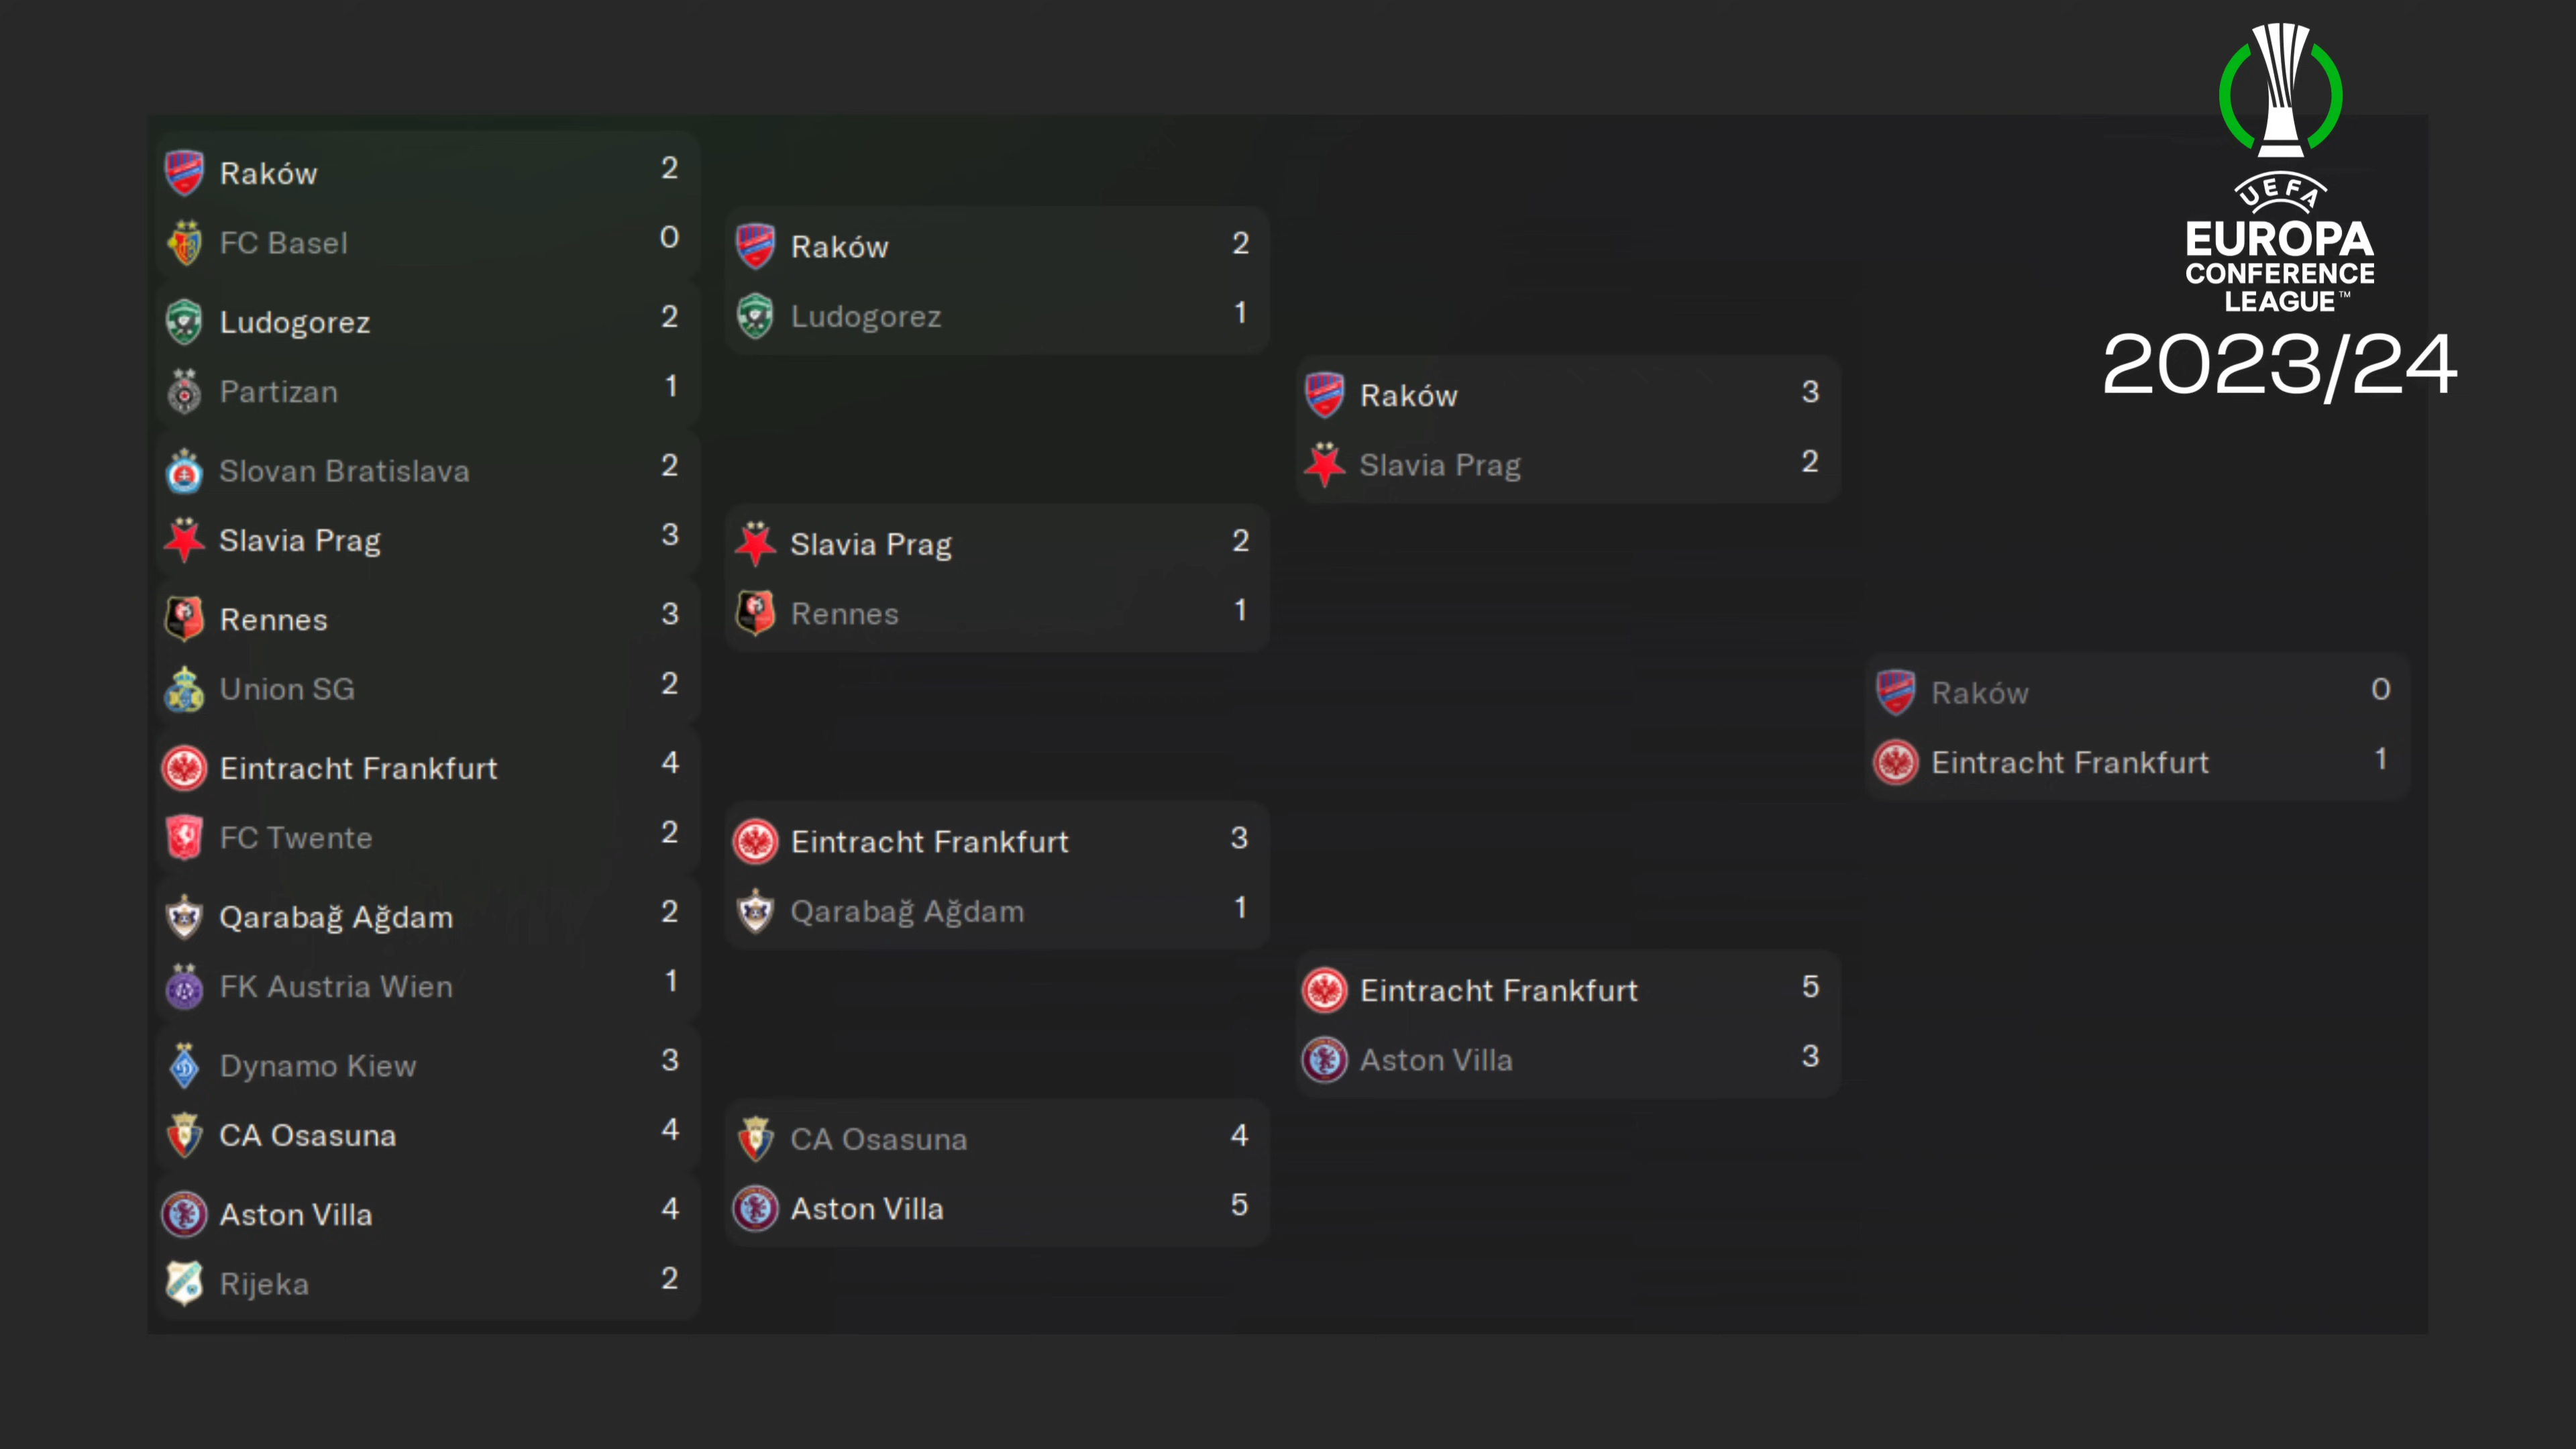 UEFA
EUROPA
CONFERENCE
LEAGUE™
2023/24
Raków 2
FC Basel 0
Ludogorez 2
Partizan 1
Slovan Bratislava 2
Slavia Prag 3
Rennes 3
Union SG 2
Eintracht Frankfurt 4
FC Twente 2
Qarabağ Ağdam 2
FK Austria Wien 1
Dynamo Kiew 3
CA Osasuna 4
Aston Villa 4
Rijeka 2
Raków 2
Ludogorez 1
Slavia Prag 2
Rennes 1
Eintracht Frankfurt 3
Qarabağ Ağdam 1
CA Osasuna 4
Aston Villa 5
Raków 3
Slavia Prag 2
Eintracht Frankfurt 5
Aston Villa 3
Raków 0
Eintracht Frankfurt 1